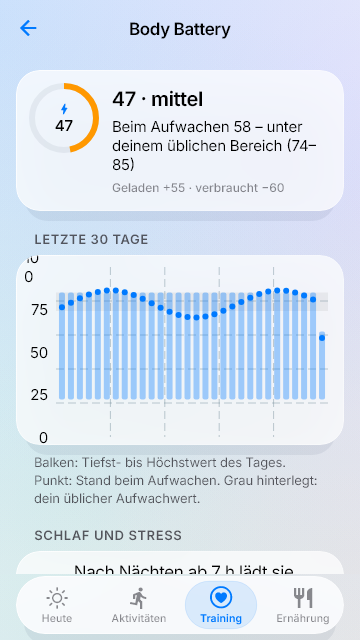 Body Battery
47
47 · mittel
Beim Aufwachen 58 – unter
deinem üblichen Bereich (74–
85)
Geladen +55 · verbraucht −60
LETZTE 30 TAGE
10
0
75
50
25
0
Balken: Tiefst- bis Höchstwert des Tages.
Punkt: Stand beim Aufwachen. Grau hinterlegt:
dein üblicher Aufwachwert.
SCHLAF UND STRESS
Nach Nächten ab 7 h lädt sie
Heute
Aktivitäten
Training
Ernährung